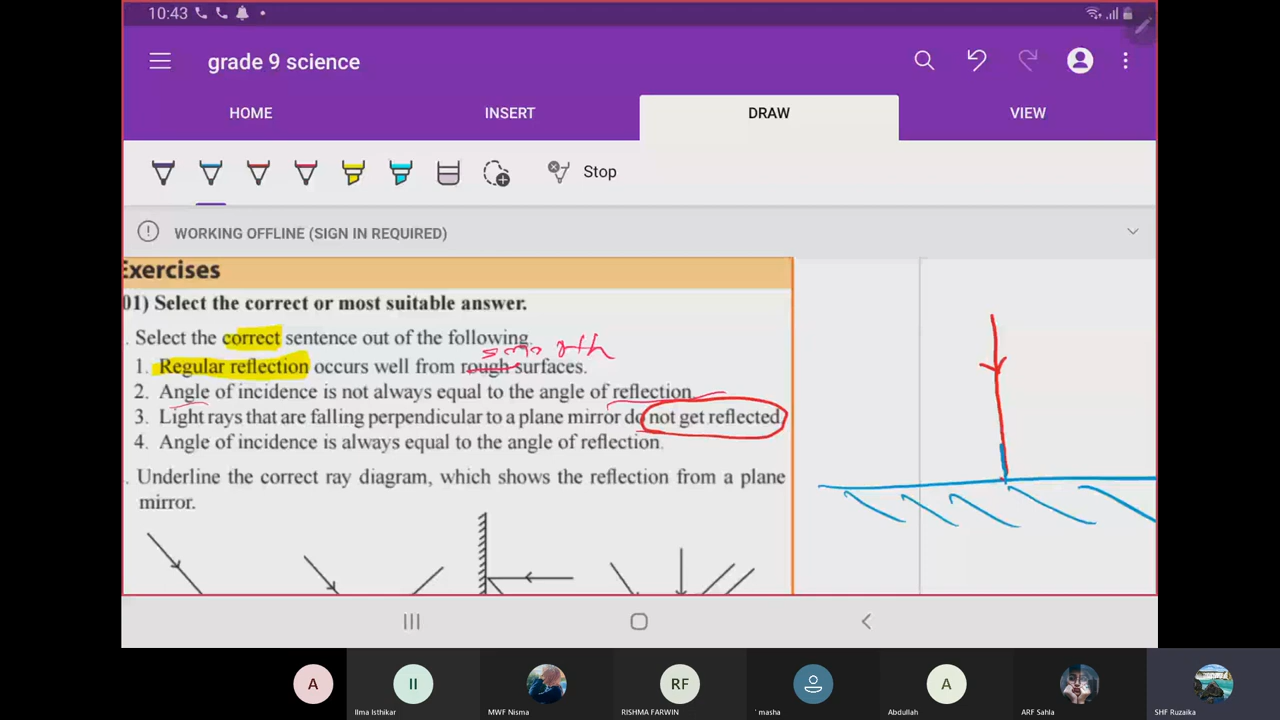 10:43
grade 9 science
HOME INSERT DRAW VIEW
Stop
WORKING OFFLINE (SIGN IN REQUIRED)
Exercises
01) Select the correct or most suitable answer.
. Select the correct sentence out of the following.
smooth
1. Regular reflection occurs well from rough surfaces.
2. Angle of incidence is not always equal to the angle of reflection.
3. Light rays that are falling perpendicular to a plane mirror do not get reflected.
4. Angle of incidence is always equal to the angle of reflection.
. Underline the correct ray diagram, which shows the reflection from a plane
mirror.
A II RF A
Ilma Isthikar MWF Nisma RISHMA FARWIN ' masha Abdullah ARF Sahla SHF Ruzaika